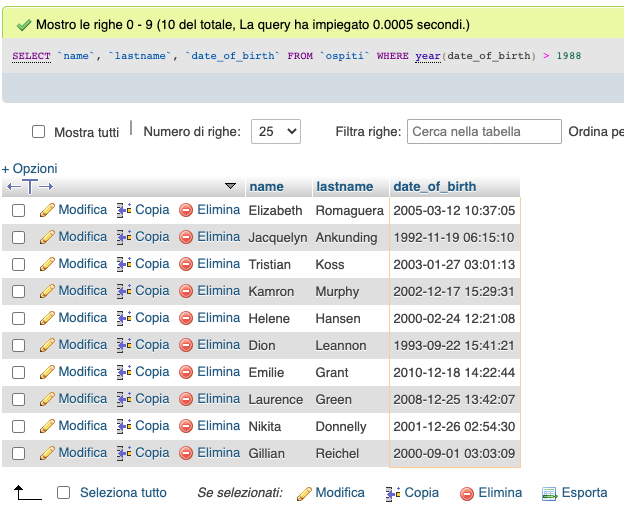 Mostro le righe 0 - 9 (10 del totale, La query ha impiegato 0.0005 secondi.)
SELECT `name`, `lastname`, `date_of_birth` FROM `ospiti` WHERE year(date_of_birth) > 1988
Mostra tutti | Numero di righe: 25 Filtra righe: Cerca nella tabella Ordina pe
+ Opzioni
←T→ name lastname date_of_birth
Modifica Copia Elimina Elizabeth Romaguera 2005-03-12 10:37:05
Modifica Copia Elimina Jacquelyn Ankunding 1992-11-19 06:15:10
Modifica Copia Elimina Tristian Koss 2003-01-27 03:01:13
Modifica Copia Elimina Kamron Murphy 2002-12-17 15:29:31
Modifica Copia Elimina Helene Hansen 2000-02-24 12:21:08
Modifica Copia Elimina Dion Leannon 1993-09-22 15:41:21
Modifica Copia Elimina Emilie Grant 2010-12-18 14:22:44
Modifica Copia Elimina Laurence Green 2008-12-25 13:42:07
Modifica Copia Elimina Nikita Donnelly 2001-12-26 02:54:30
Modifica Copia Elimina Gillian Reichel 2000-09-01 03:03:09
Seleziona tutto Se selezionati: Modifica Copia Elimina Esporta